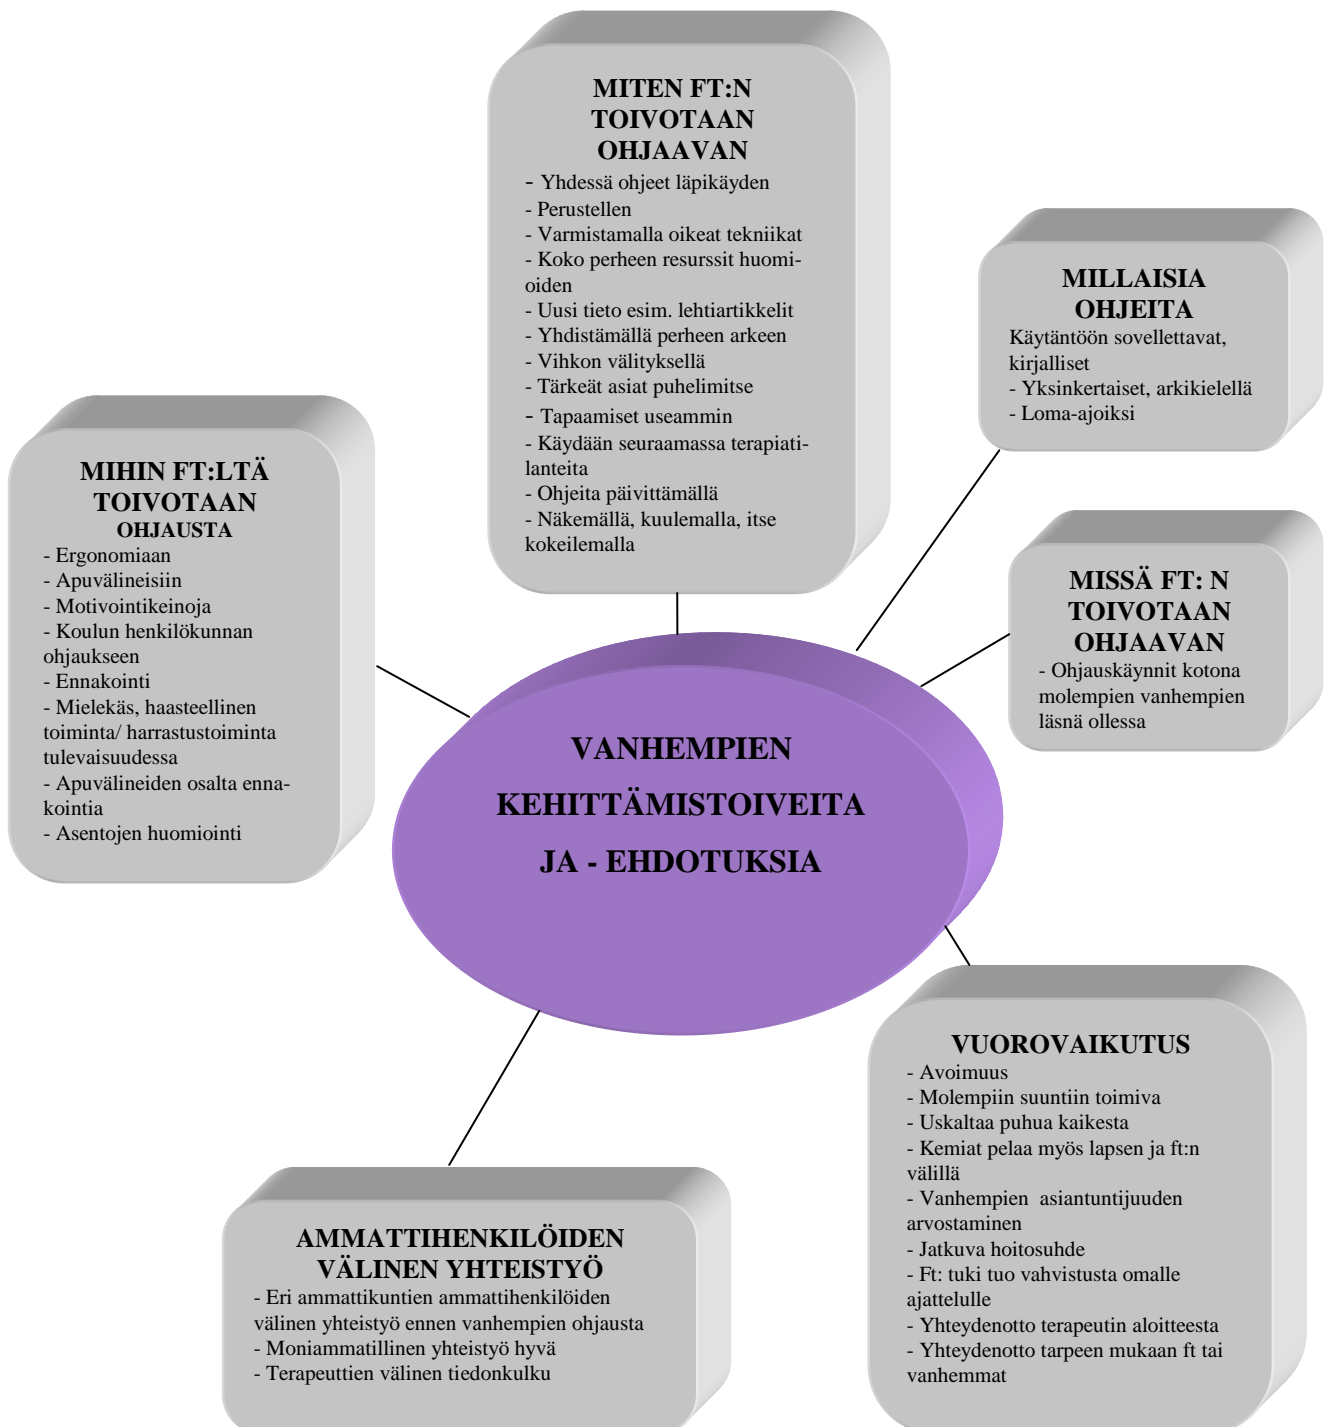 MITEN FT:N
TOIVOTAAN
OHJAAVAN
- Yhdessä ohjeet läpikäyden
- Perustellen
- Varmistamalla oikeat tekniikat
- Koko perheen resurssit huomi-
oiden
- Uusi tieto esim. lehtiartikkelit
- Yhdistämällä perheen arkeen
- Vihkon välityksellä
- Tärkeät asiat puhelimitse
- Tapaamiset useammin
- Käydään seuraamassa terapiati-
lanteita
- Ohjeita päivittämällä
- Näkemällä, kuulemalla, itse
kokeilemalla
MILLAISIA
OHJEITA
Käytäntöön sovellettavat,
kirjalliset
- Yksinkertaiset, arkikielellä
- Loma-ajoiksi
MIHIN FT:LTÄ
TOIVOTAAN
OHJAUSTA
- Ergonomiaan
- Apuvälineisiin
- Motivointikeinoja
- Koulun henkilökunnan
ohjaukseen
- Ennakointi
- Mielekäs, haasteellinen
toiminta/ harrastustoiminta
tulevaisuudessa
- Apuvälineiden osalta enna-
kointia
- Asentojen huomiointi
MISSÄ FT: N
TOIVOTAAN
OHJAAVAN
- Ohjauskäynnit kotona
molempien vanhempien
läsnä ollessa
VANHEMPIEN
KEHITTÄMISTOIVEITA
JA - EHDOTUKSIA
VUOROVAIKUTUS
- Avoimuus
- Molempiin suuntiin toimiva
- Uskaltaa puhua kaikesta
- Kemiat pelaa myös lapsen ja ft:n
välillä
- Vanhempien asiantuntijuuden
arvostaminen
- Jatkuva hoitosuhde
- Ft: tuki tuo vahvistusta omalle
ajattelulle
- Yhteydenotto terapeutin aloitteesta
- Yhteydenotto tarpeen mukaan ft tai
vanhemmat
AMMATTIHENKILÖIDEN
VÄLINEN YHTEISTYÖ
- Eri ammattikuntien ammattihenkilöiden
välinen yhteistyö ennen vanhempien ohjausta
- Moniammatillinen yhteistyö hyvä
- Terapeuttien välinen tiedonkulku